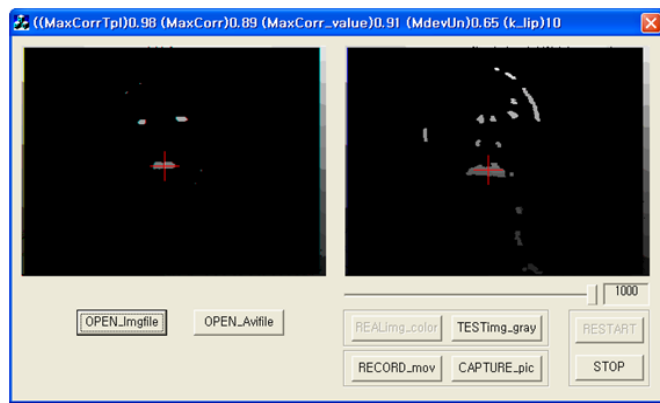 ((MaxCorrTpl)0.98 (MaxCorr)0.89 (MaxCorr_value)0.91 (MdevUn)0.65 (k_lip)10
1000
OPEN_Imgfile OPEN_Avifile
REALimg_color TESTimg_gray RESTART
RECORD_mov CAPTURE_pic STOP